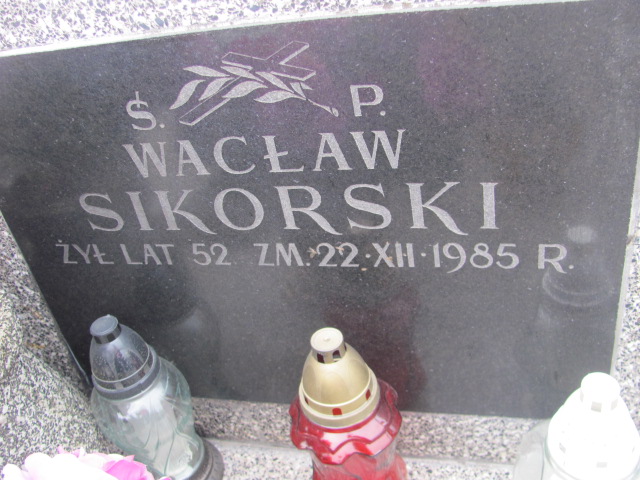 Ś. P.
WACŁAW
SIKORSKI
ŻYŁ LAT 52 ZM. 22·XII·1985 R.